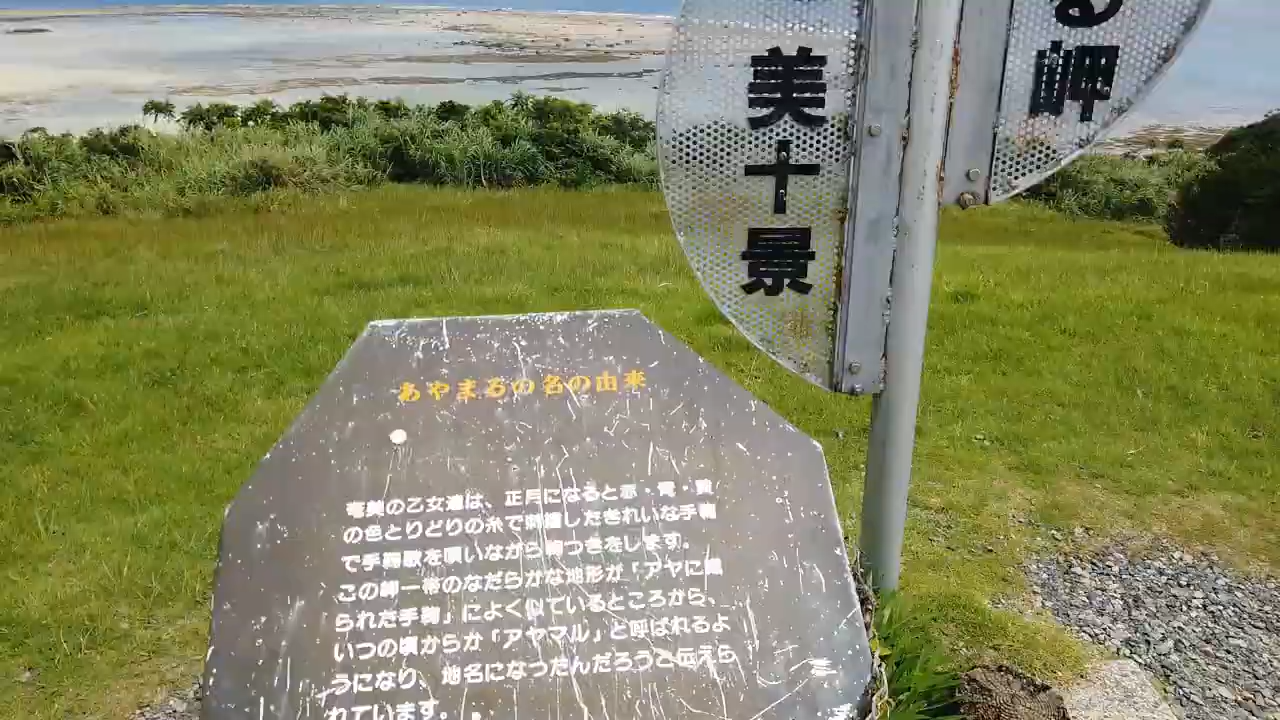 美十景
る岬
あやまるの名の由来
奄美の乙女達は、正月になると赤・青・黄
の色とりどりの糸で刺繍したきれいな手鞠
で手鞠歌を唄いながら鞠つきをします。
この岬一帯のなだらかな地形が「アヤに織
られた手鞠」によく似ているところから、
いつの頃からか「アヤマル」と呼ばれるよ
うになり、地名になったんだろうと伝えら
れています。